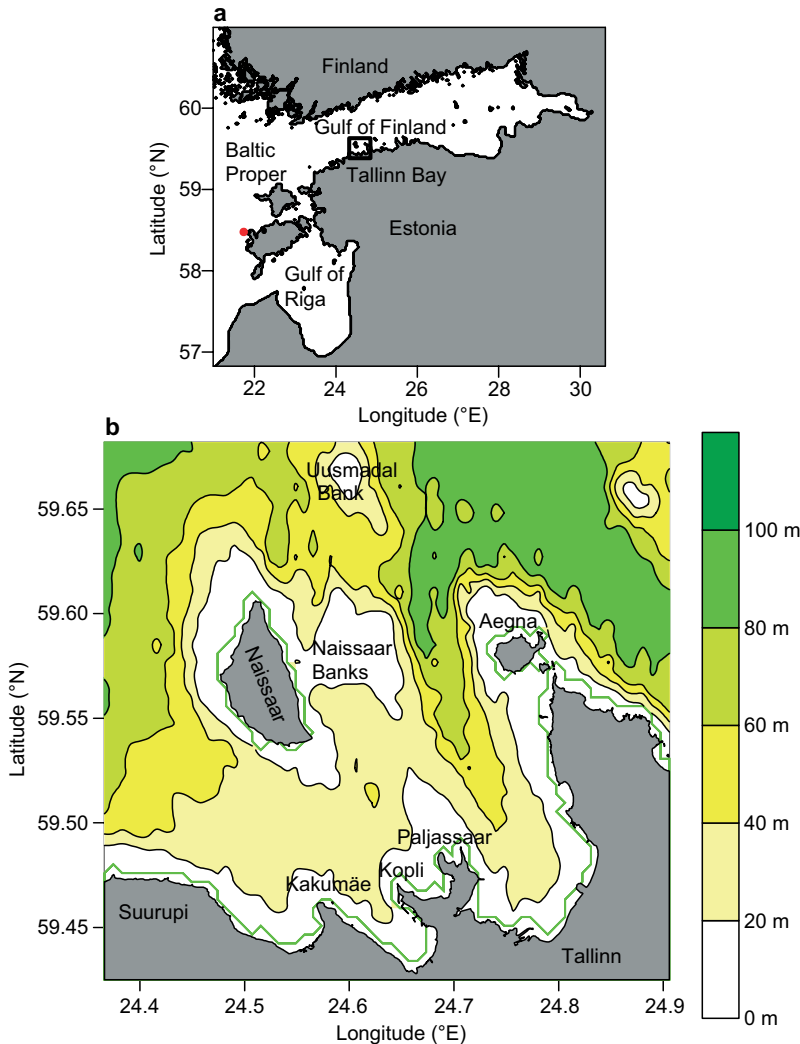 a
Finland
60
Gulf of Finland
Baltic
Proper
Tallinn Bay
59
Estonia
58
Gulf of
Riga
57
Latitude (°N)
22
24
26
28
30
Longitude (°E)
b
Uusmadal
Bank
59.65
100 m
59.60
Aegna
80 m
Naissaar
Naissaar
Banks
59.55
60 m
Latitude (°N)
59.50
40 m
Paljassaar
Kopli
Kakumäe
20 m
59.45
Suurupi
Tallinn
0 m
24.4
24.5
24.6
24.7
24.8
24.9
Longitude (°E)